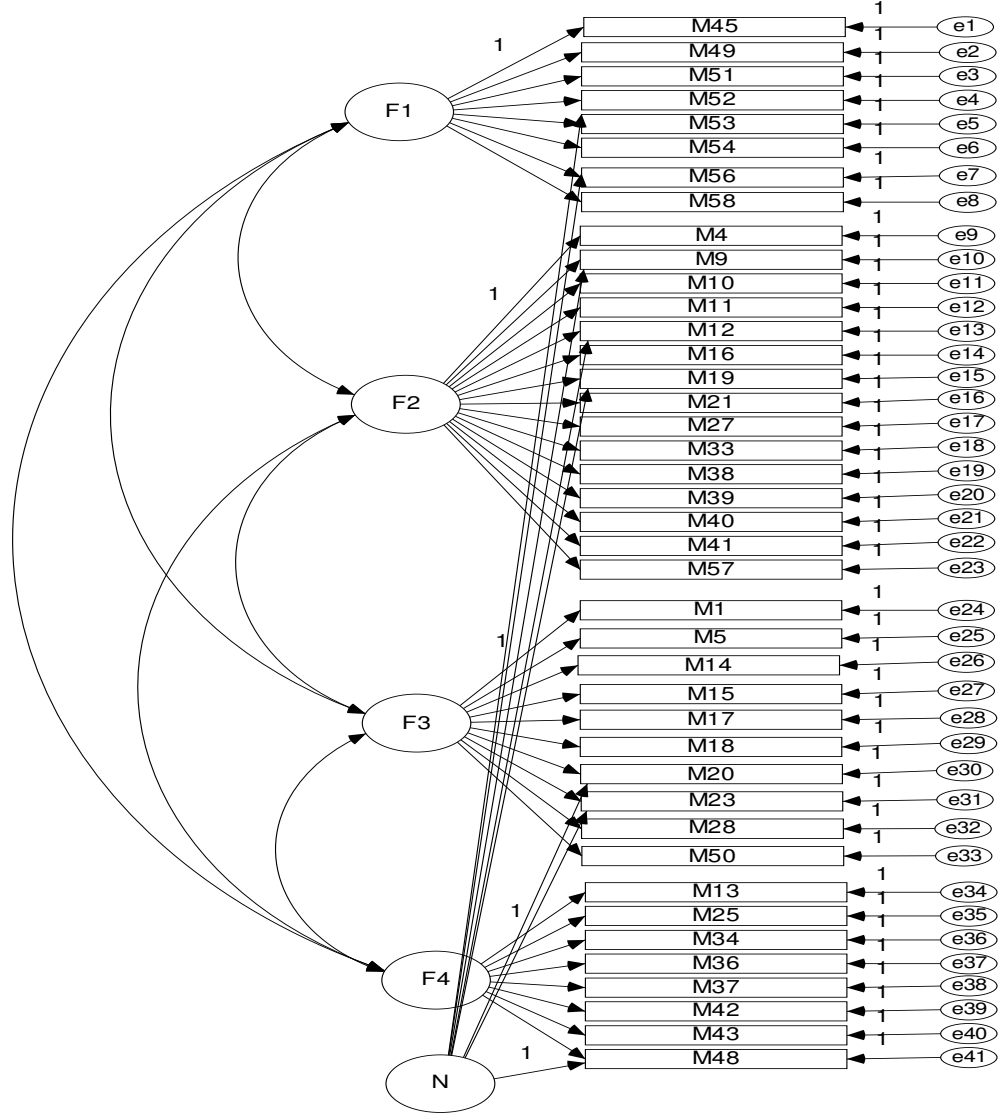 1
M45 e1
1
1
M49 e2
1
M51 e3
1
F1 M52 e4
1
M53 e5
1
M54 e6
1
M56 e7
1
M58 e8
1
M4 e9
1
M9 e10
1
1
M10 e11
1
M11 e12
1
M12 e13
1
M16 e14
1
M19 e15
1
F2 M21 e16
1
M27 e17
1
M33 e18
1
M38 e19
1
M39 e20
1
M40 e21
1
M41 e22
1
M57 e23
1
M1 e24
1
1
M5 e25
1
M14 e26
1
M15 e27
1
F3 M17 e28
1
M18 e29
1
M20 e30
1
M23 e31
1
M28 e32
1
M50 e33
1
M13 e34
1
1
M25 e35
1
M34 e36
1
M36 e37
1
F4 M37 e38
1
M42 e39
1
M43 e40
1
1
M48 e41
N